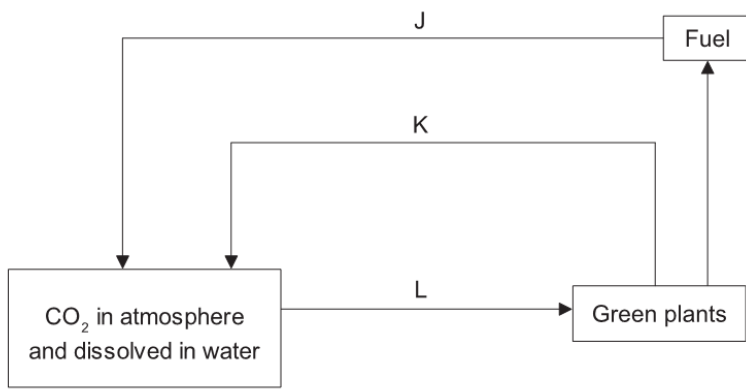 J
Fuel
K
L
CO₂ in atmosphere
and dissolved in water
Green plants